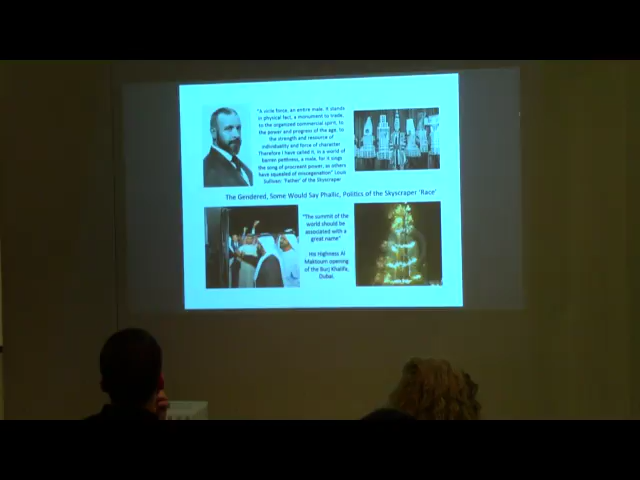 "A virile force, an entire male. It stands
in physical fact, a monument to trade,
to the organized commercial spirit, to
the power and progress of the age, to
the strength and resource of
individuality and force of character
Therefore I have called it, in a world of
barren pettiness, a male, for it sings
the song of procreant power, as others
have squealed of miscegenation" Louis
Sullivan: 'Father' of the Skyscraper
The Gendered, Some Would Say Phallic, Politics of the Skyscraper 'Race'
"The summit of the
world should be
associated with a
great name"
His Highness Al
Maktoum opening
of the Burj Khalifa,
Dubai.